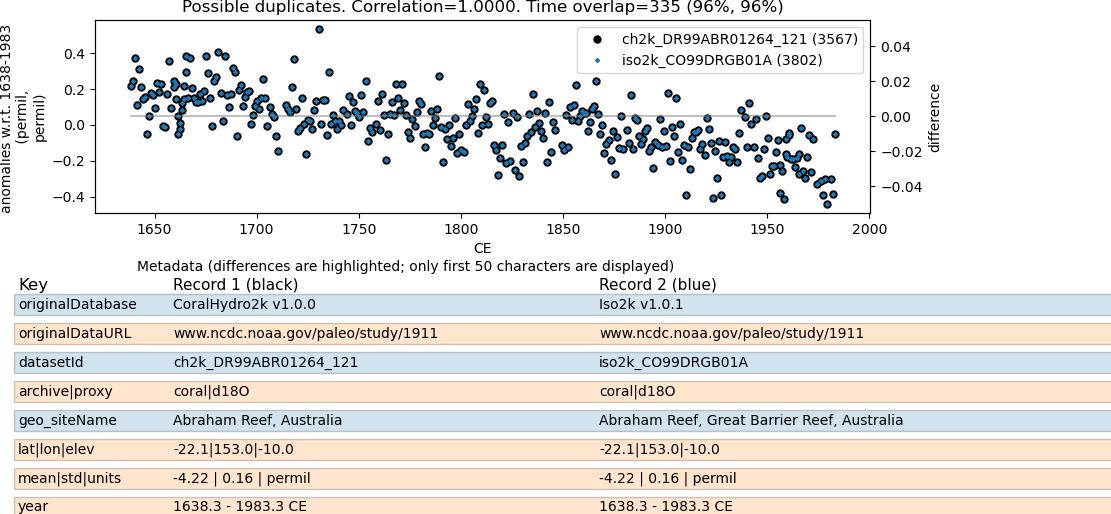 Possible duplicates. Correlation=1.0000. Time overlap=335 (96%, 96%)
anomalies w.r.t. 1638-1983
(permil,
permil)
0.4
0.2
0.0
−0.2
−0.4
ch2k_DR99ABR01264_121 (3567)
iso2k_CO99DRGB01A (3802)
0.04
0.02
0.00
−0.02
−0.04
difference
1650 1700 1750 1800 1850 1900 1950 2000
CE
Metadata (differences are highlighted; only first 50 characters are displayed)
Key Record 1 (black) Record 2 (blue)
originalDatabase CoralHydro2k v1.0.0 Iso2k v1.0.1
originalDataURL www.ncdc.noaa.gov/paleo/study/1911 www.ncdc.noaa.gov/paleo/study/1911
datasetId ch2k_DR99ABR01264_121 iso2k_CO99DRGB01A
archive|proxy coral|d18O coral|d18O
geo_siteName Abraham Reef, Australia Abraham Reef, Great Barrier Reef, Australia
lat|lon|elev -22.1|153.0|-10.0 -22.1|153.0|-10.0
mean|std|units -4.22 | 0.16 | permil -4.22 | 0.16 | permil
year 1638.3 - 1983.3 CE 1638.3 - 1983.3 CE